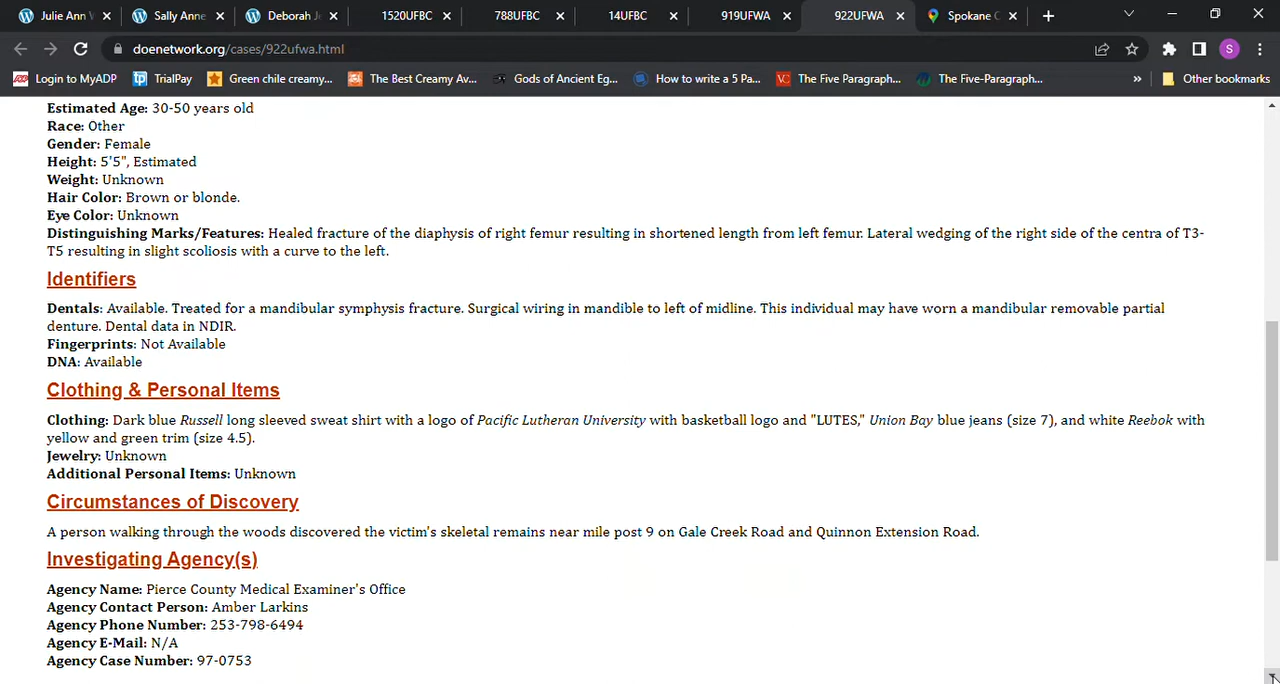 Julie Ann W
Sally Anne
Deborah J
1520UFBC
788UFBC
14UFBC
919UFWA
922UFWA
Spokane C
doenetwork.org/cases/922ufwa.html
S
Login to MyADP
TrialPay
Green chile creamy...
The Best Creamy Av...
Gods of Ancient Eg...
How to write a 5 Pa...
The Five Paragraph...
The Five-Paragraph...
»
Other bookmarks
Estimated Age: 30-50 years old
Race: Other
Gender: Female
Height: 5'5", Estimated
Weight: Unknown
Hair Color: Brown or blonde.
Eye Color: Unknown
Distinguishing Marks/Features: Healed fracture of the diaphysis of right femur resulting in shortened length from left femur. Lateral wedging of the right side of the centra of T3-
T5 resulting in slight scoliosis with a curve to the left.
Identifiers
Dentals: Available. Treated for a mandibular symphysis fracture. Surgical wiring in mandible to left of midline. This individual may have worn a mandibular removable partial
denture. Dental data in NDIR.
Fingerprints: Not Available
DNA: Available
Clothing & Personal Items
Clothing: Dark blue Russell long sleeved sweat shirt with a logo of Pacific Lutheran University with basketball logo and "LUTES," Union Bay blue jeans (size 7), and white Reebok with
yellow and green trim (size 4.5).
Jewelry: Unknown
Additional Personal Items: Unknown
Circumstances of Discovery
A person walking through the woods discovered the victim's skeletal remains near mile post 9 on Gale Creek Road and Quinnon Extension Road.
Investigating Agency(s)
Agency Name: Pierce County Medical Examiner's Office
Agency Contact Person: Amber Larkins
Agency Phone Number: 253-798-6494
Agency E-Mail: N/A
Agency Case Number: 97-0753